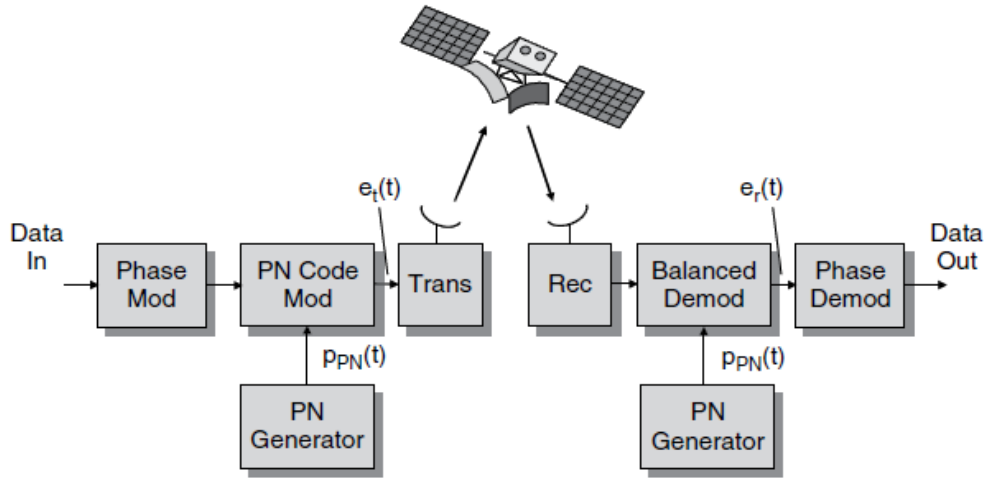 e_t(t)
e_r(t)
Data
In
Phase
Mod
PN Code
Mod
Trans
Rec
Balanced
Demod
Phase
Demod
Data
Out
p_PN(t)
p_PN(t)
PN
Generator
PN
Generator